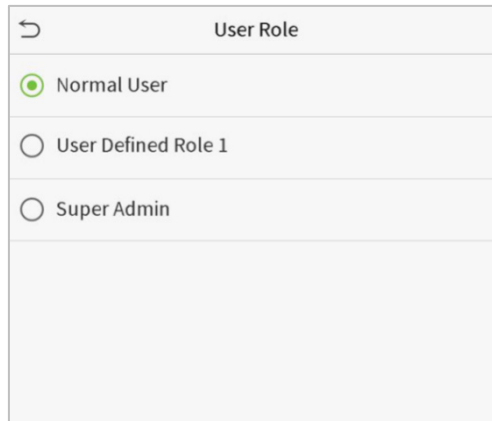 User Role
Normal User
User Defined Role 1
Super Admin